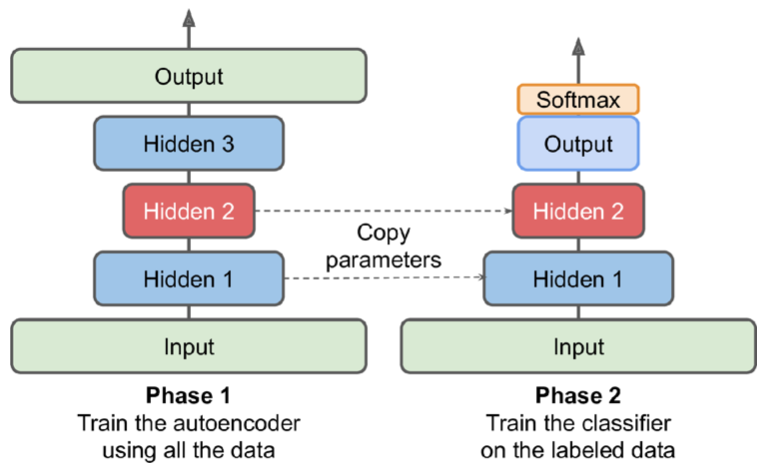 Output
Hidden 3
Hidden 2
Hidden 1
Input
Phase 1
Train the autoencoder
using all the data
Copy
parameters
Softmax
Output
Hidden 2
Hidden 1
Input
Phase 2
Train the classifier
on the labeled data